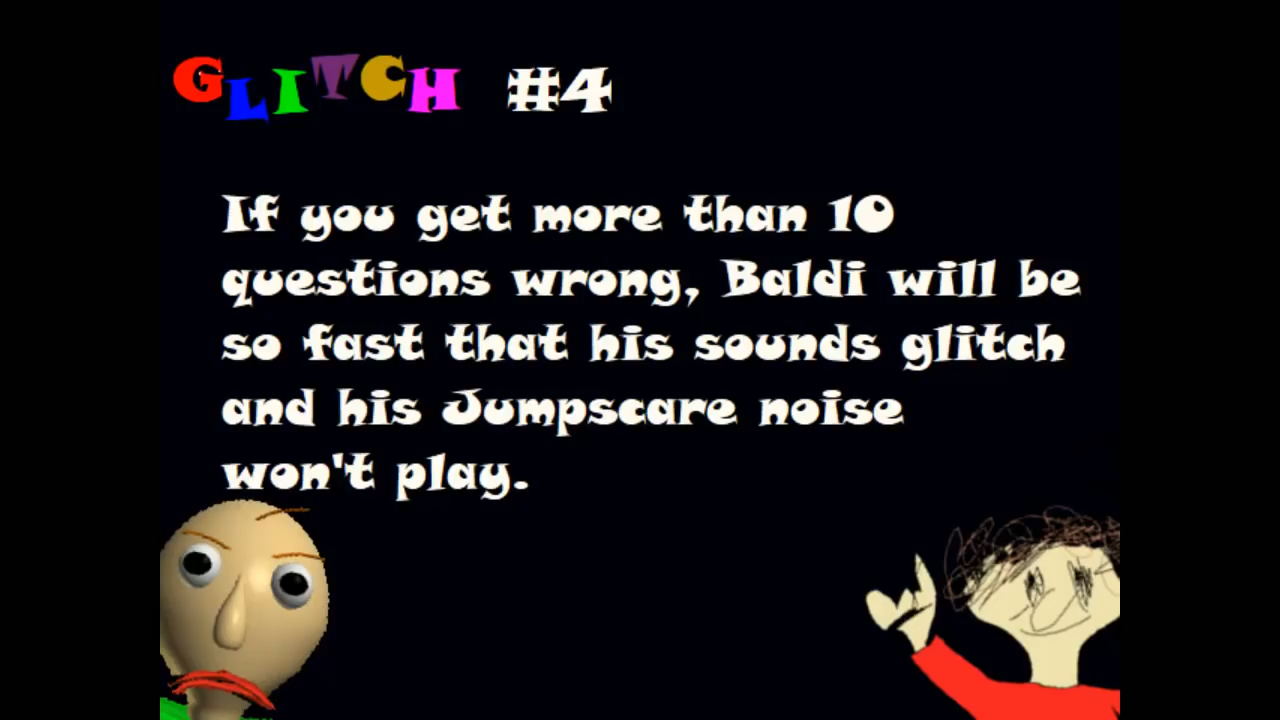 GLITCH #4
If you get more than 10
questions wrong, Baldi will be
so fast that his sounds glitch
and his Jumpscare noise
won't play.